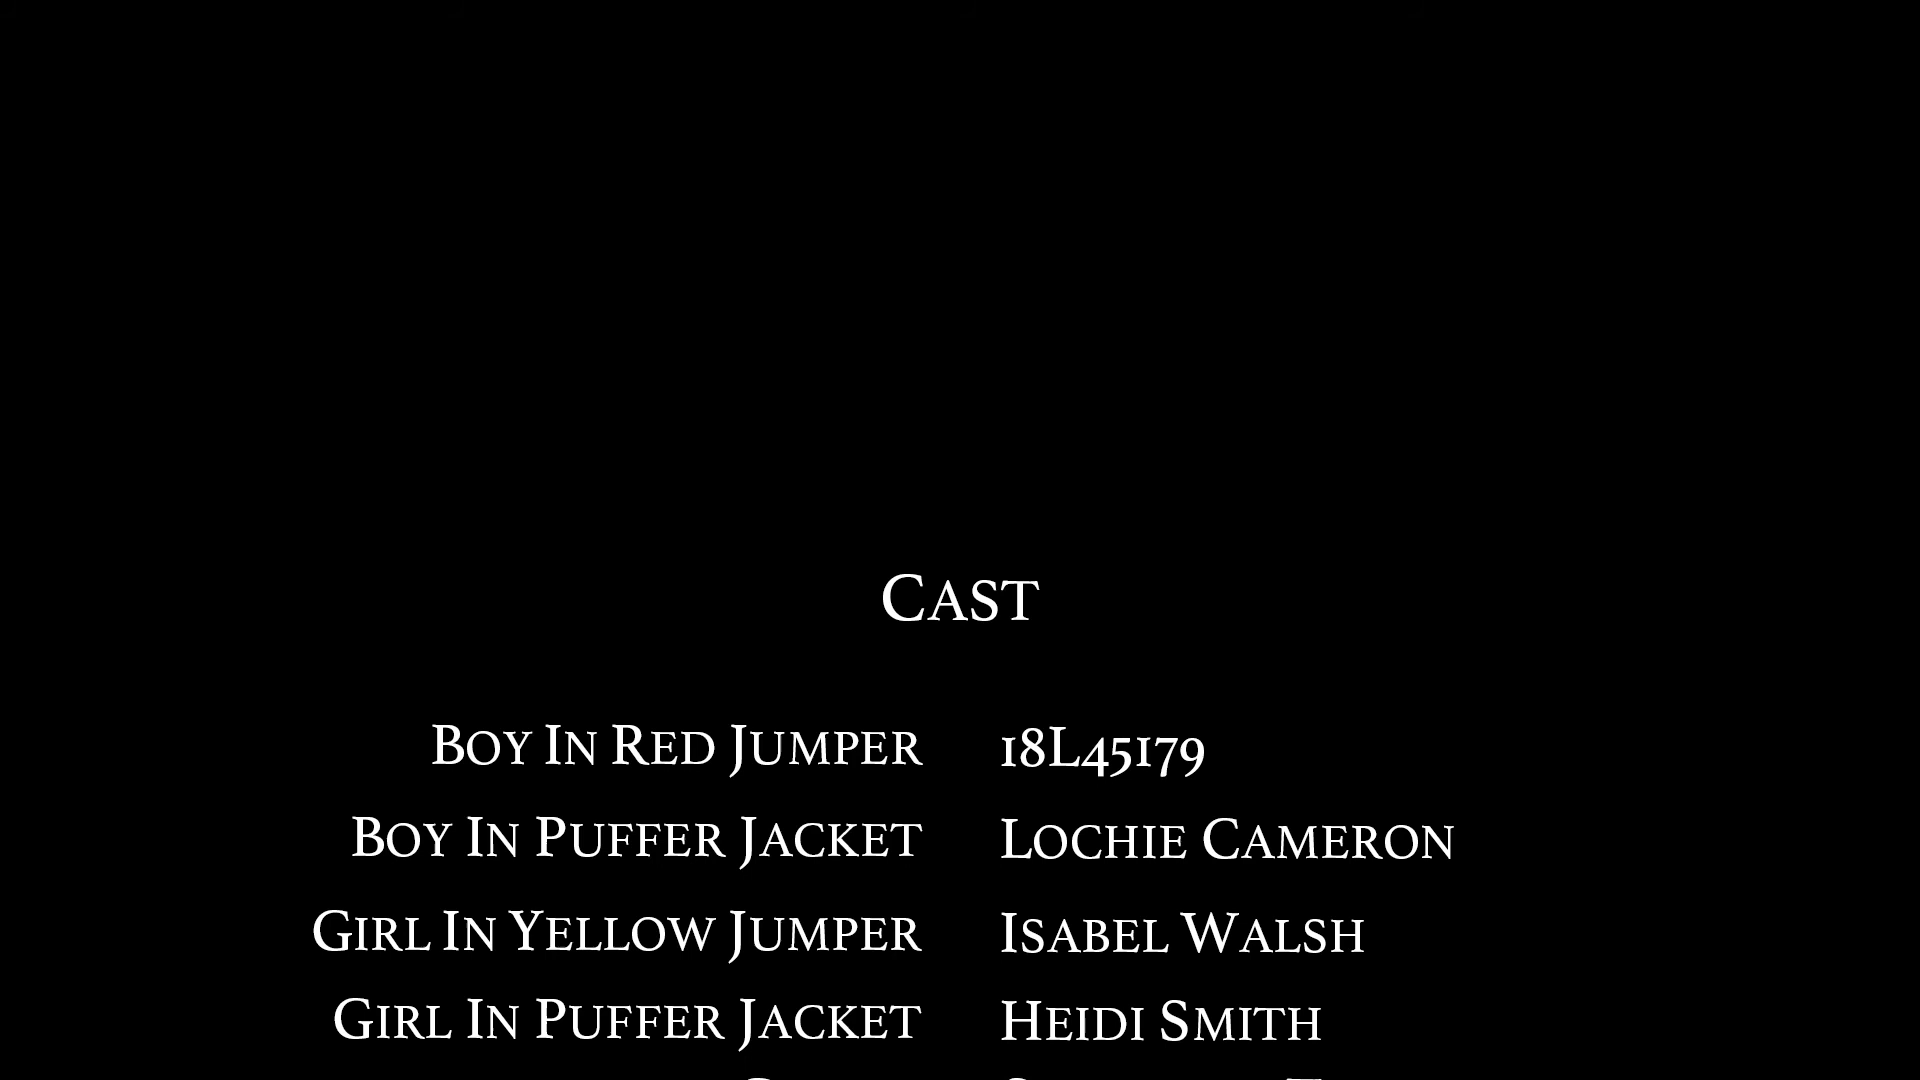 Cast
Boy In Red Jumper 18L45179
Boy In Puffer Jacket Lochie Cameron
Girl In Yellow Jumper Isabel Walsh
Girl In Puffer Jacket Heidi Smith